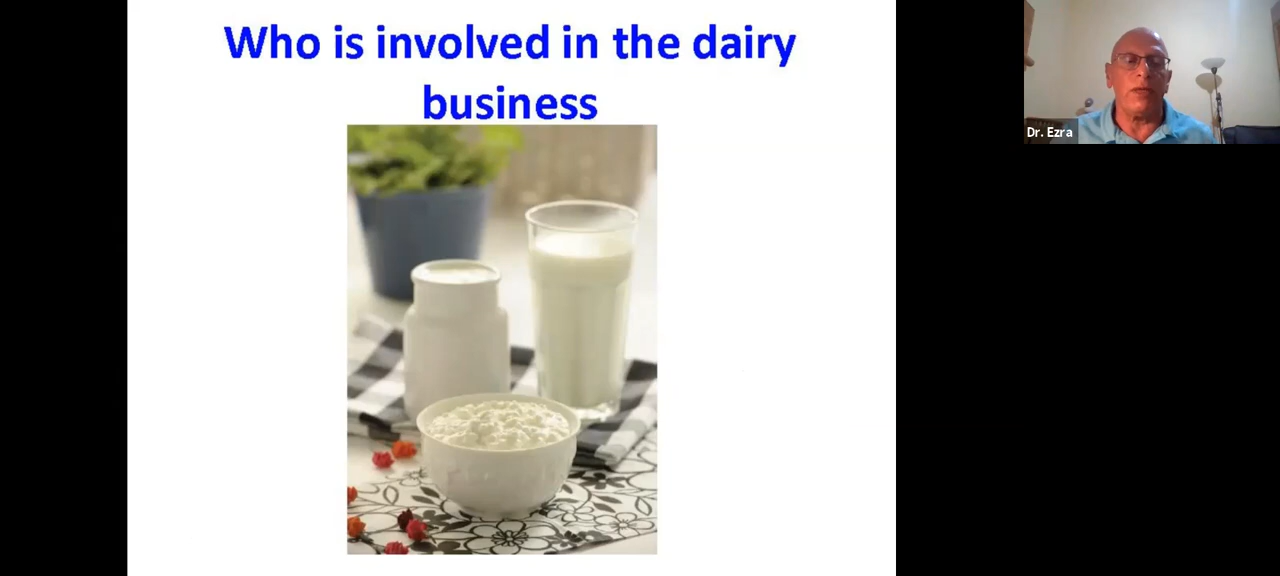 Who is involved in the dairy
business
Dr. Ezra